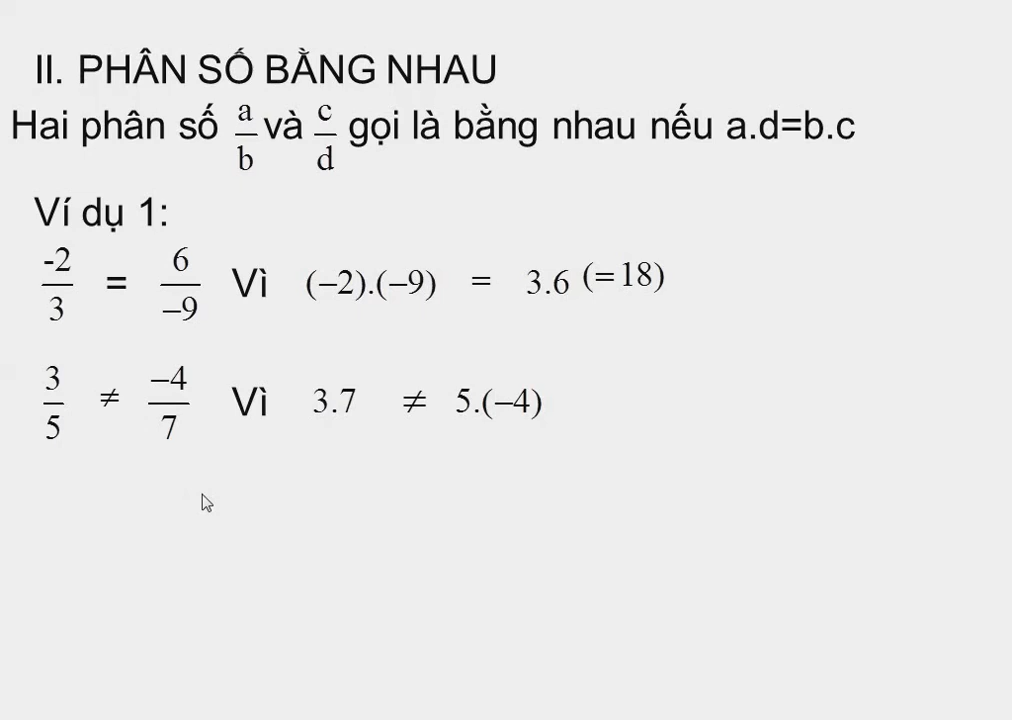 II. PHÂN SỐ BẰNG NHAU
Hai phân số a/b và c/d gọi là bằng nhau nếu a.d=b.c
Ví dụ 1:
-2/3 = 6/−9 Vì (−2).(−9) = 3.6 (=18)
3/5 ≠ −4/7 Vì 3.7 ≠ 5.(−4)